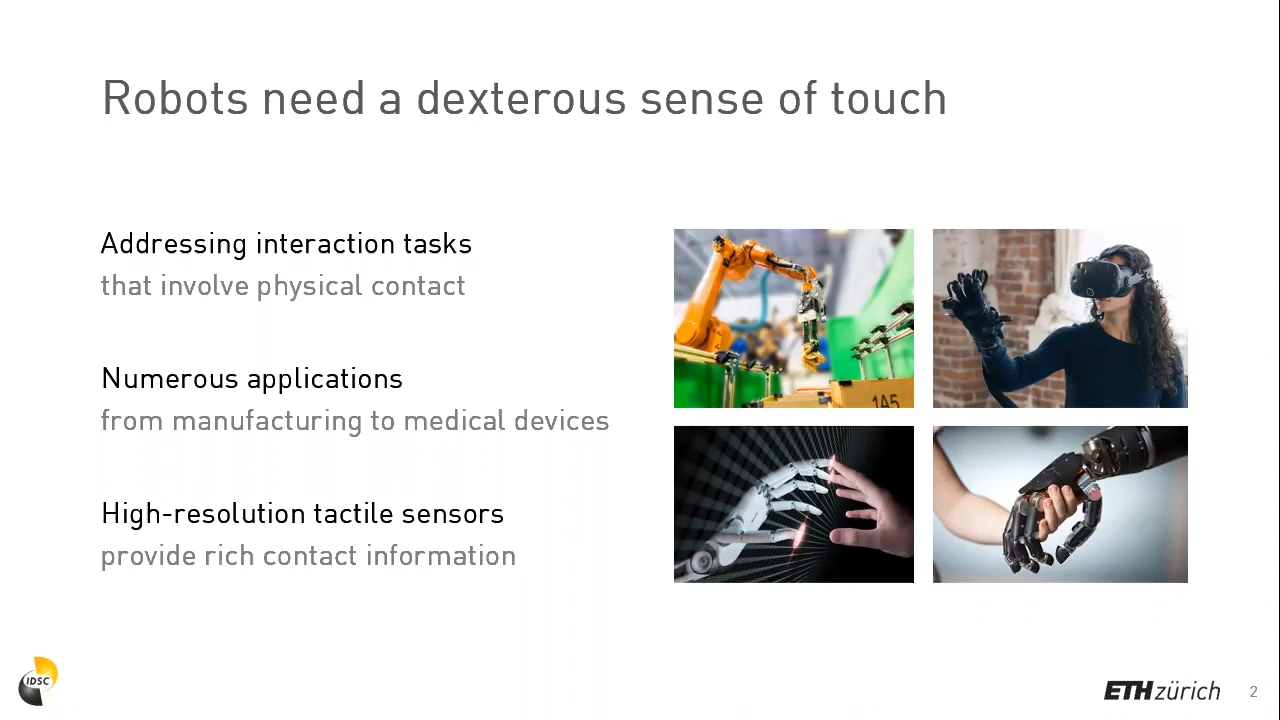 Robots need a dexterous sense of touch
Addressing interaction tasks
that involve physical contact
Numerous applications
from manufacturing to medical devices
High-resolution tactile sensors
provide rich contact information
1A5
IDSC
ETH zürich
2